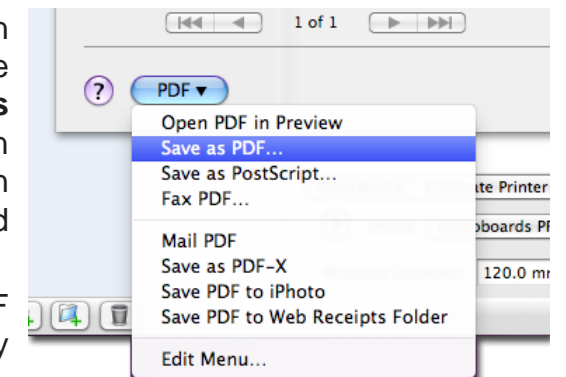 1 of 1
? PDF ▼
Open PDF in Preview
Save as PDF...
Save as PostScript...
Fax PDF...
Mail PDF
Save as PDF-X
Save PDF to iPhoto
Save PDF to Web Receipts Folder
Edit Menu...
Printer
120.0